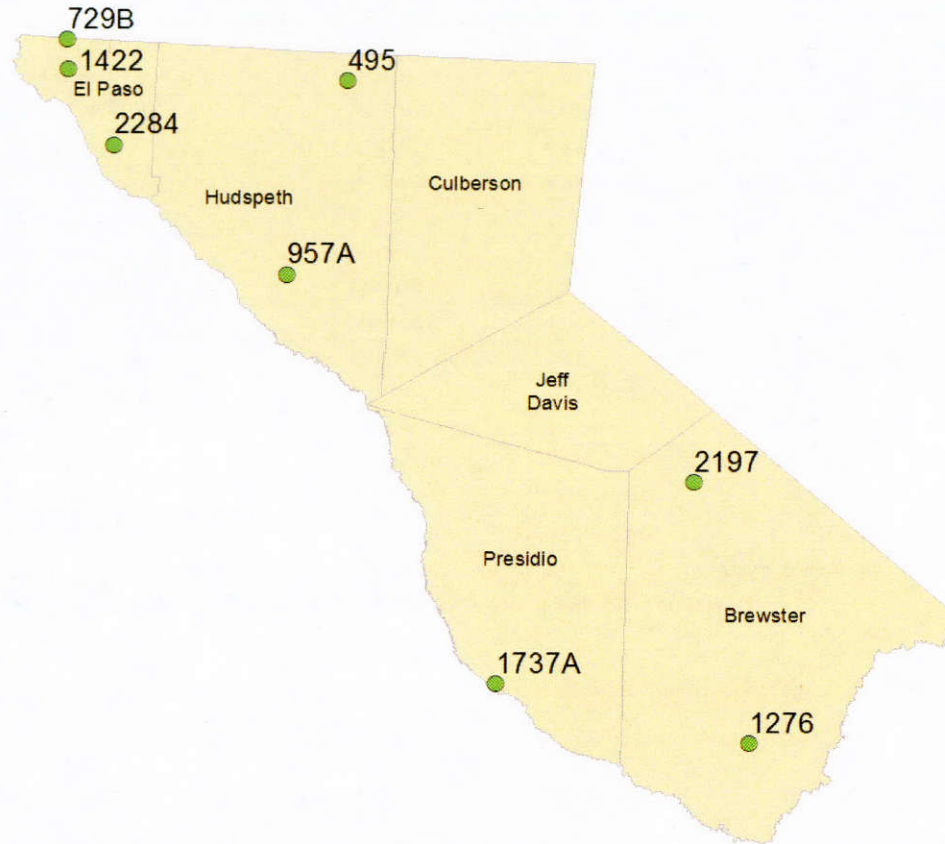 729B
1422
El Paso
495
2284
Culberson
Hudspeth
957A
Jeff
Davis
2197
Presidio
Brewster
1737A
1276